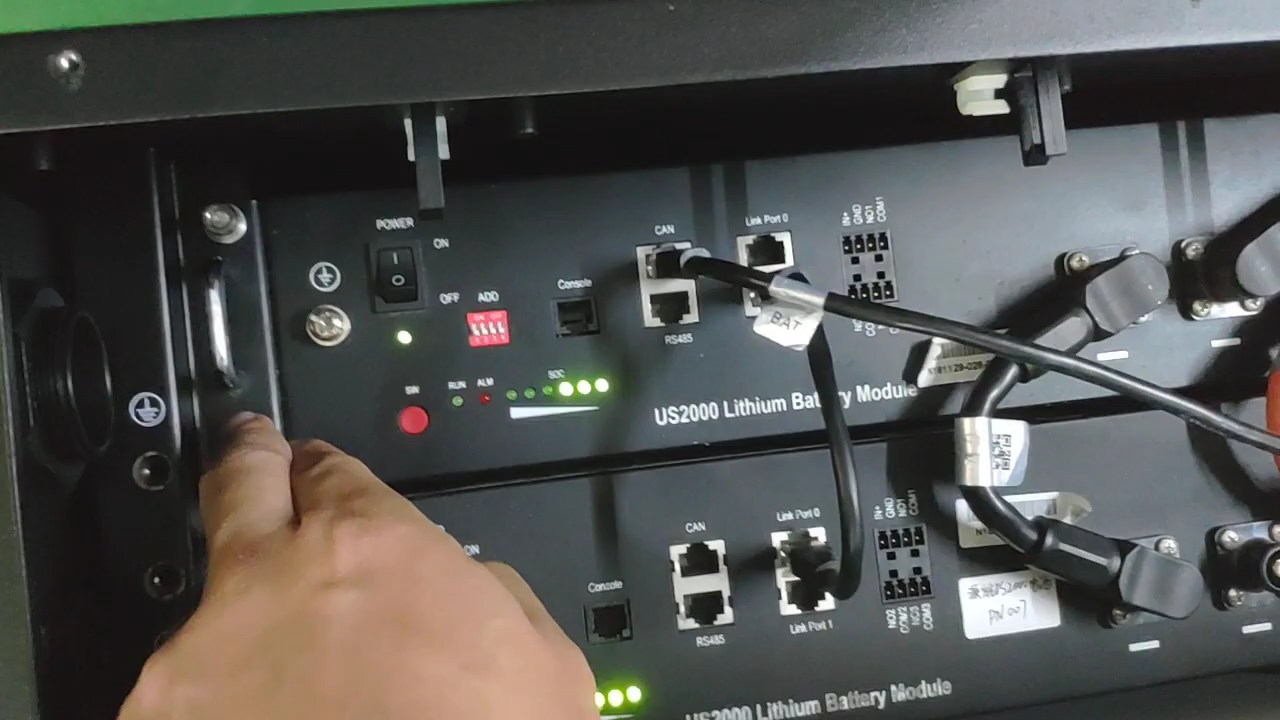 POWER
ON
OFF
ADD
Console
CAN
RS485
Link Port 0
IN+
GND
NO1
COM1
SW
RUN
ALM
SOC
BAT
US2000 Lithium Battery Module
ON
Console
CAN
RS485
Link Port 0
Link Port 1
IN+
GND
NO1
COM1
NO2
COM2
NO3
COM3
US2000 Lithium Battery Module